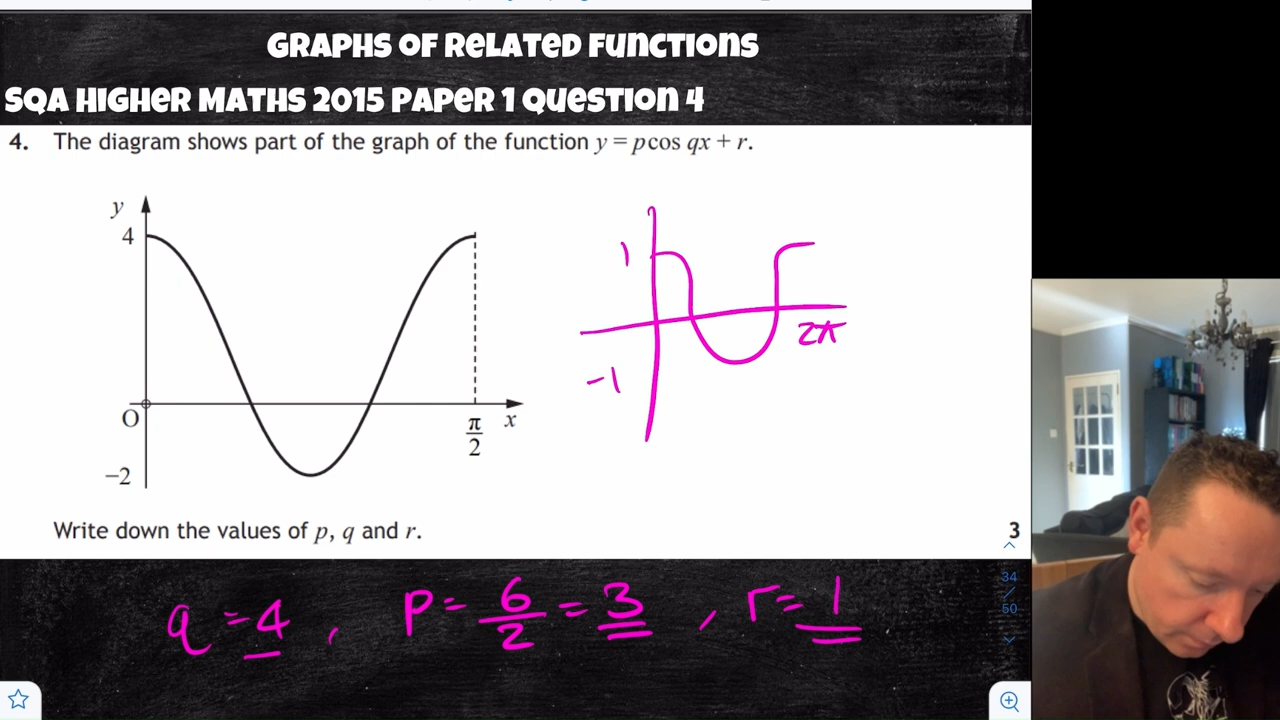 GRAPHS OF RELATED FUNCTIONS
SQA HIGHER MATHS 2015 PAPER 1 QUESTION 4
4. The diagram shows part of the graph of the function y = p cos qx + r.
y
4
O
π/2
x
−2
1
−1
2π
Write down the values of p, q and r.
3
34
/
50
q = 4 , p = 6/2 = 3 , r = 1